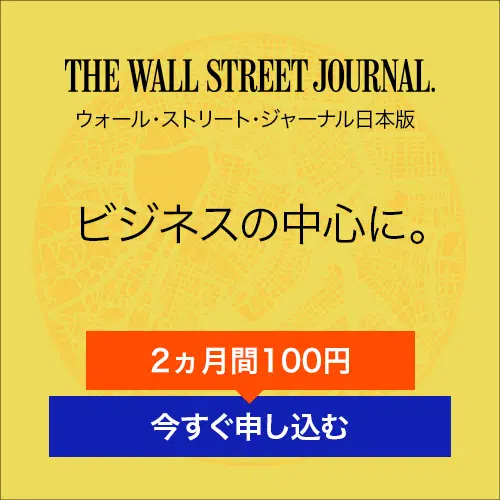 THE WALL STREET JOURNAL.
ウォール・ストリート・ジャーナル日本版
ビジネスの中心に。
2ヵ月間100円
今すぐ申し込む